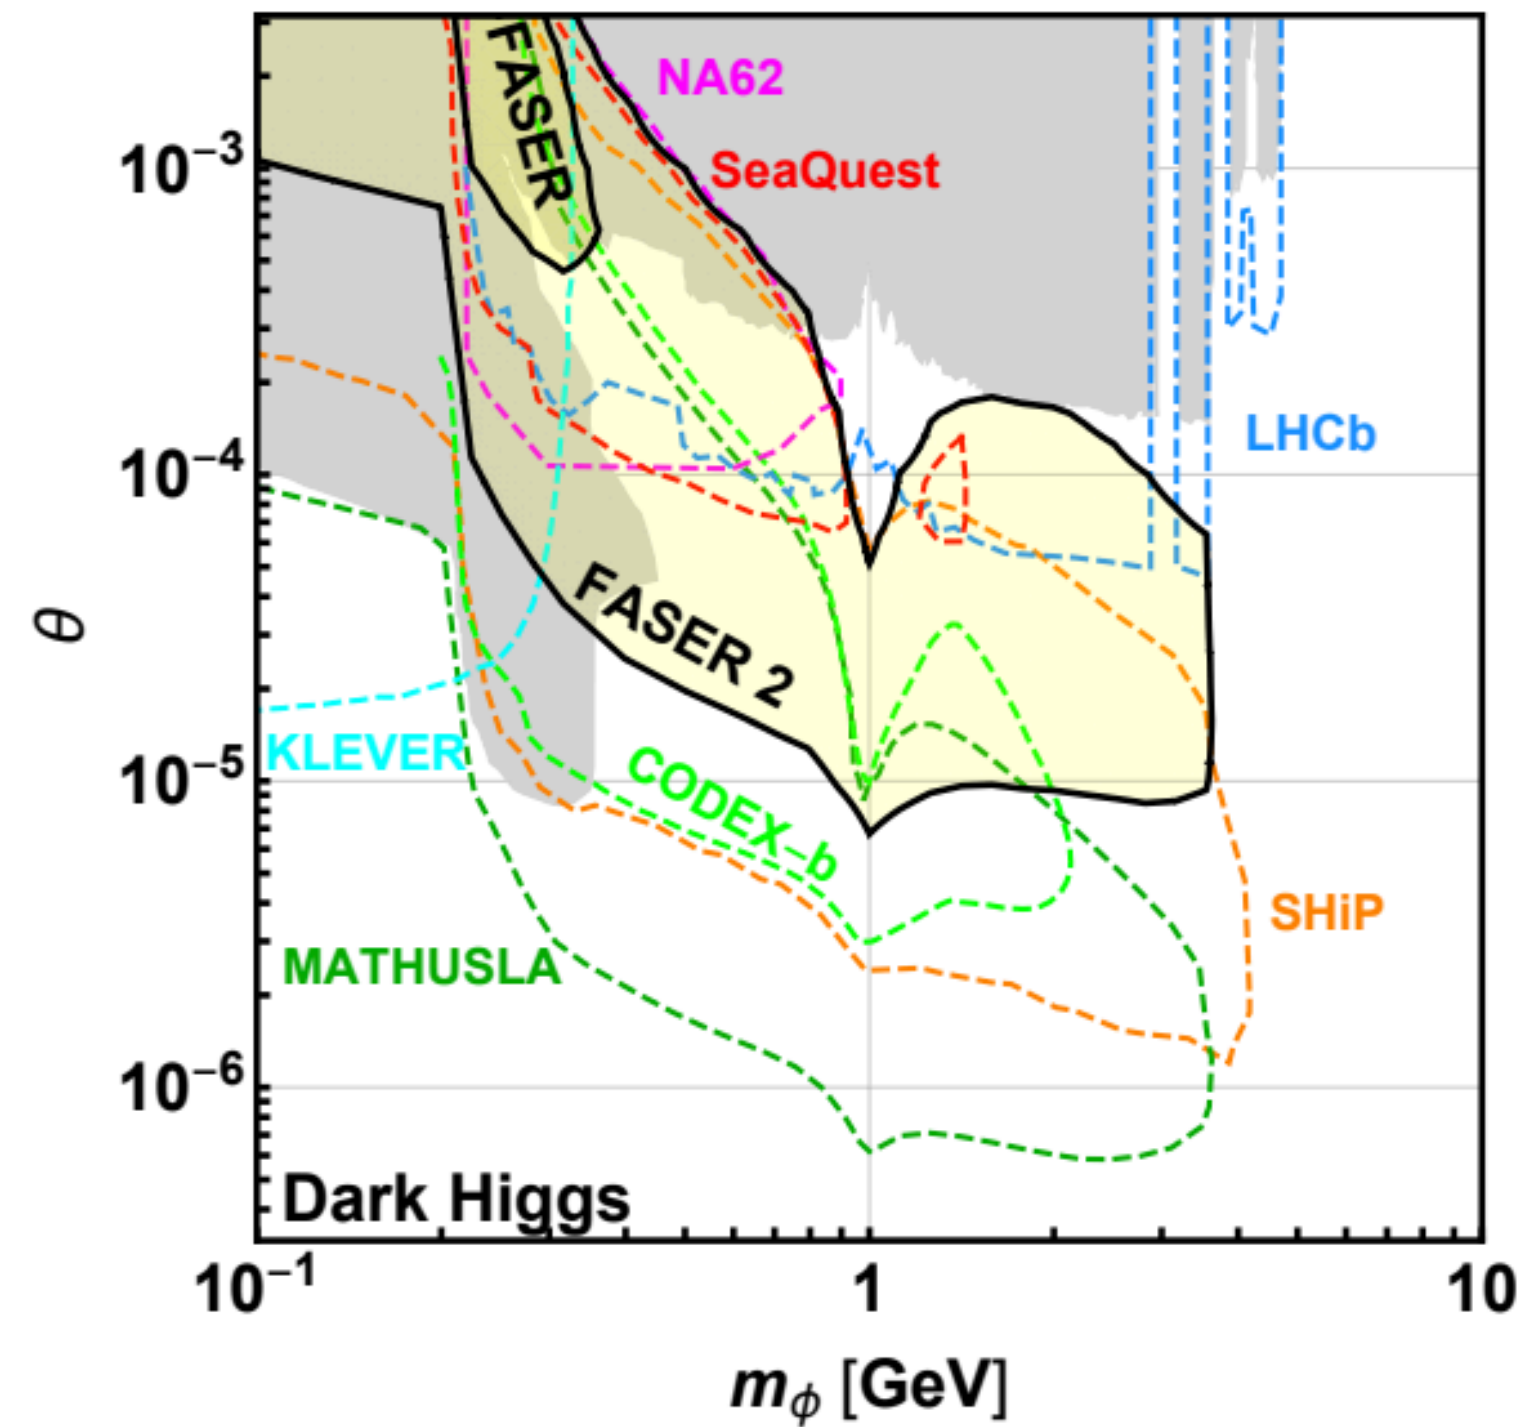 FASER
NA62
10⁻³
SeaQuest
LHCb
10⁻⁴
θ
FASER 2
KLEVER
10⁻⁵
CODEX-b
SHiP
MATHUSLA
10⁻⁶
Dark Higgs
10⁻¹ 1 10
m_ϕ [GeV]